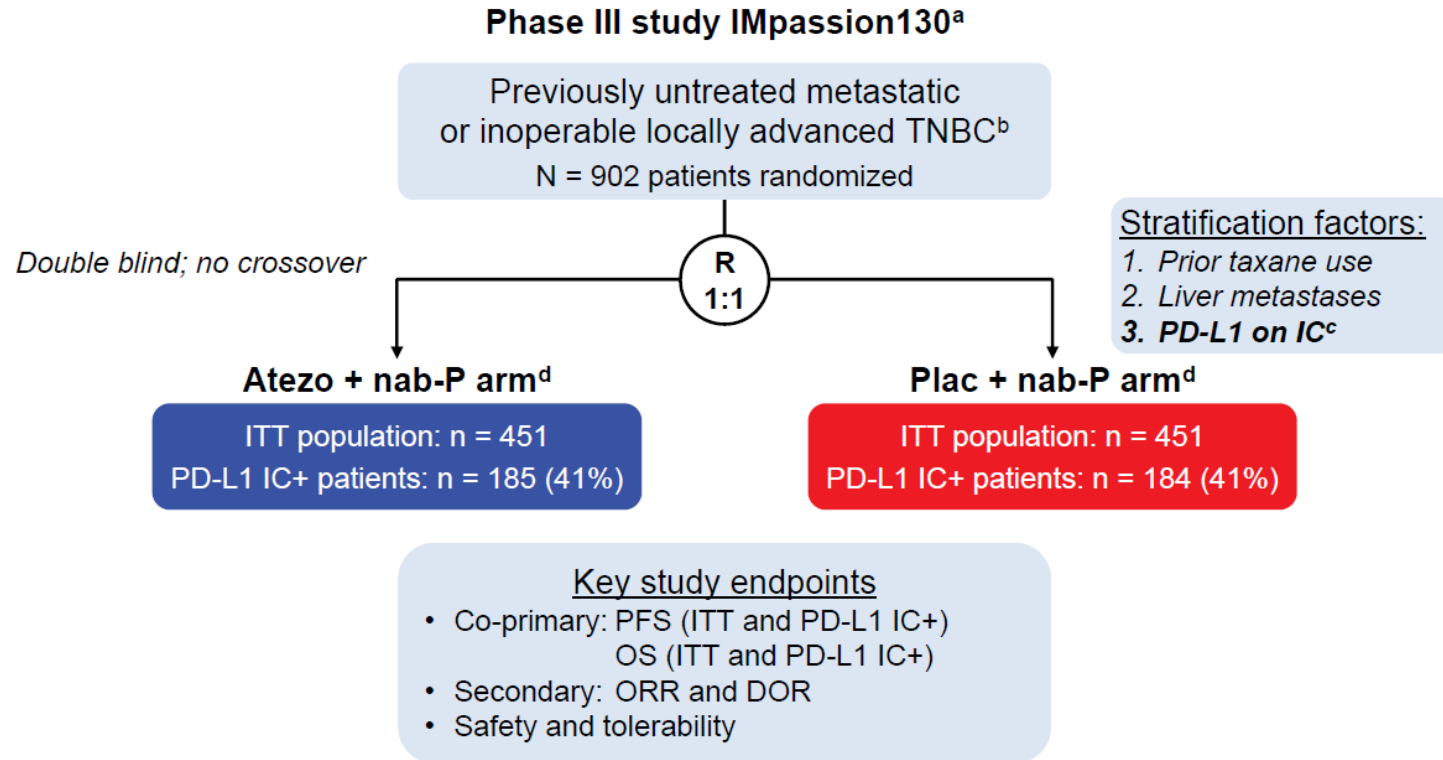 Phase III study IMpassion130ᵃ
Previously untreated metastatic
or inoperable locally advanced TNBCᵇ
N = 902 patients randomized
Double blind; no crossover
R
1:1
Stratification factors:
1. Prior taxane use
2. Liver metastases
3. PD-L1 on ICᶜ
Atezo + nab-P armᵈ
ITT population: n = 451
PD-L1 IC+ patients: n = 185 (41%)
Plac + nab-P armᵈ
ITT population: n = 451
PD-L1 IC+ patients: n = 184 (41%)
Key study endpoints
• Co-primary: PFS (ITT and PD-L1 IC+)
OS (ITT and PD-L1 IC+)
• Secondary: ORR and DOR
• Safety and tolerability